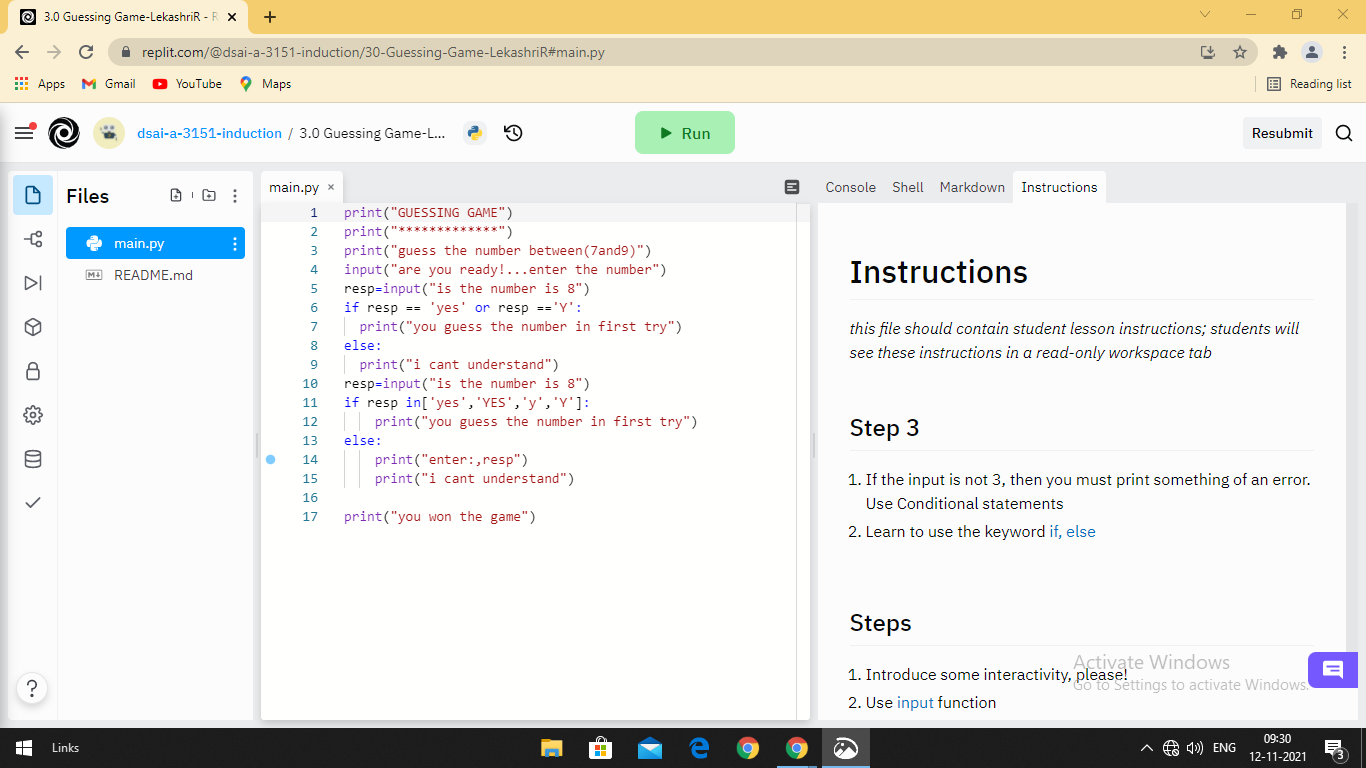 3.0 Guessing Game-LekashriR - R
replit.com/@dsai-a-3151-induction/30-Guessing-Game-LekashriR#main.py
Apps Gmail YouTube Maps Reading list
dsai-a-3151-induction / 3.0 Guessing Game-L... Run Resubmit
Files
main.py
README.md
main.py ×
1 print("GUESSING GAME")
2 print("*************")
3 print("guess the number between(7and9)")
4 input("are you ready!...enter the number")
5 resp=input("is the number is 8")
6 if resp == 'yes' or resp =='Y':
7 print("you guess the number in first try")
8 else:
9 print("i cant understand")
10 resp=input("is the number is 8")
11 if resp in['yes','YES','y','Y']:
12 print("you guess the number in first try")
13 else:
14 print("enter:,resp")
15 print("i cant understand")
16
17 print("you won the game")
Console Shell Markdown Instructions
Instructions
this file should contain student lesson instructions; students will
see these instructions in a read-only workspace tab
Step 3
1. If the input is not 3, then you must print something of an error.
Use Conditional statements
2. Learn to use the keyword if, else
Steps
1. Introduce some interactivity, please!
2. Use input function
Activate Windows
Go to Settings to activate Windows.
?
Links
ENG
09:30
12-11-2021
3